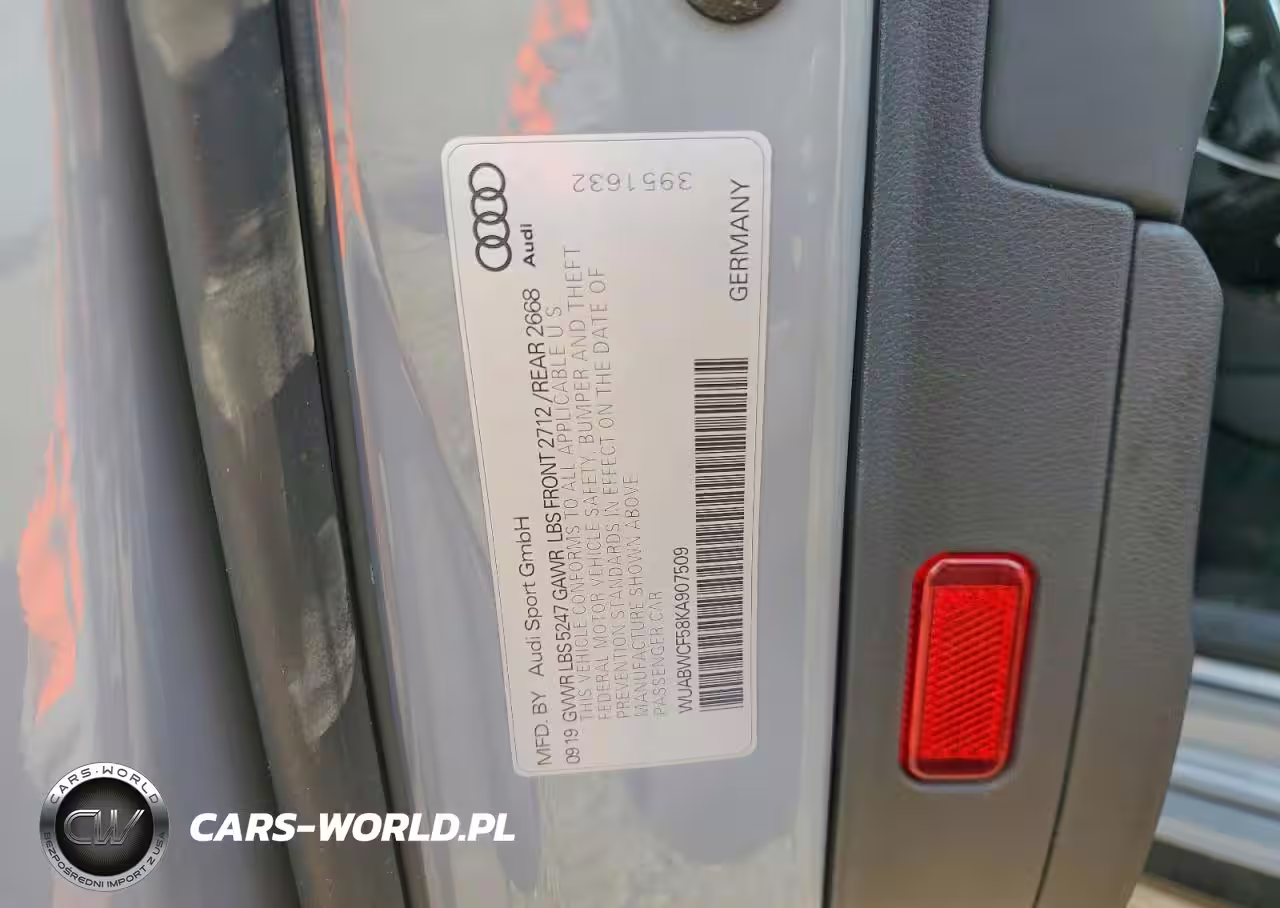 Audi
MFD. BY Audi Sport GmbH
09 19 GVWR LBS 5247 GAWR LBS FRONT 2712 /REAR 2668
THIS VEHICLE CONFORMS TO ALL APPLICABLE U S
FEDERAL MOTOR VEHICLE SAFETY, BUMPER AND THEFT
PREVENTION STANDARDS IN EFFECT ON THE DATE OF
MANUFACTURE SHOWN ABOVE
PASSENGER CAR
WUABWCF58KA907509
GERMANY
3951632
CARS-WORLD
CW
BEZPOŚREDNI IMPORT Z USA
CARS-WORLD.PL